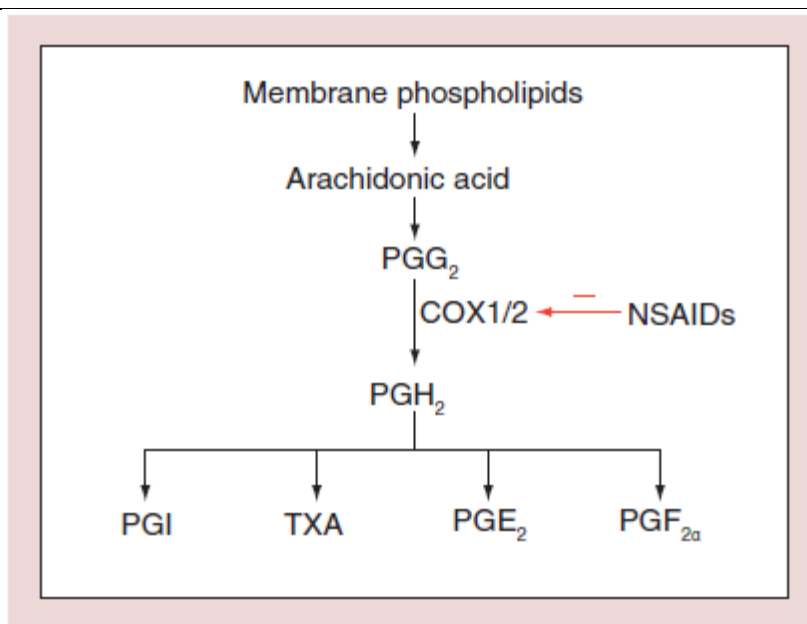 Membrane phospholipids
Arachidonic acid
PGG₂
COX1/2 – NSAIDs
PGH₂
PGI TXA PGE₂ PGF₂α